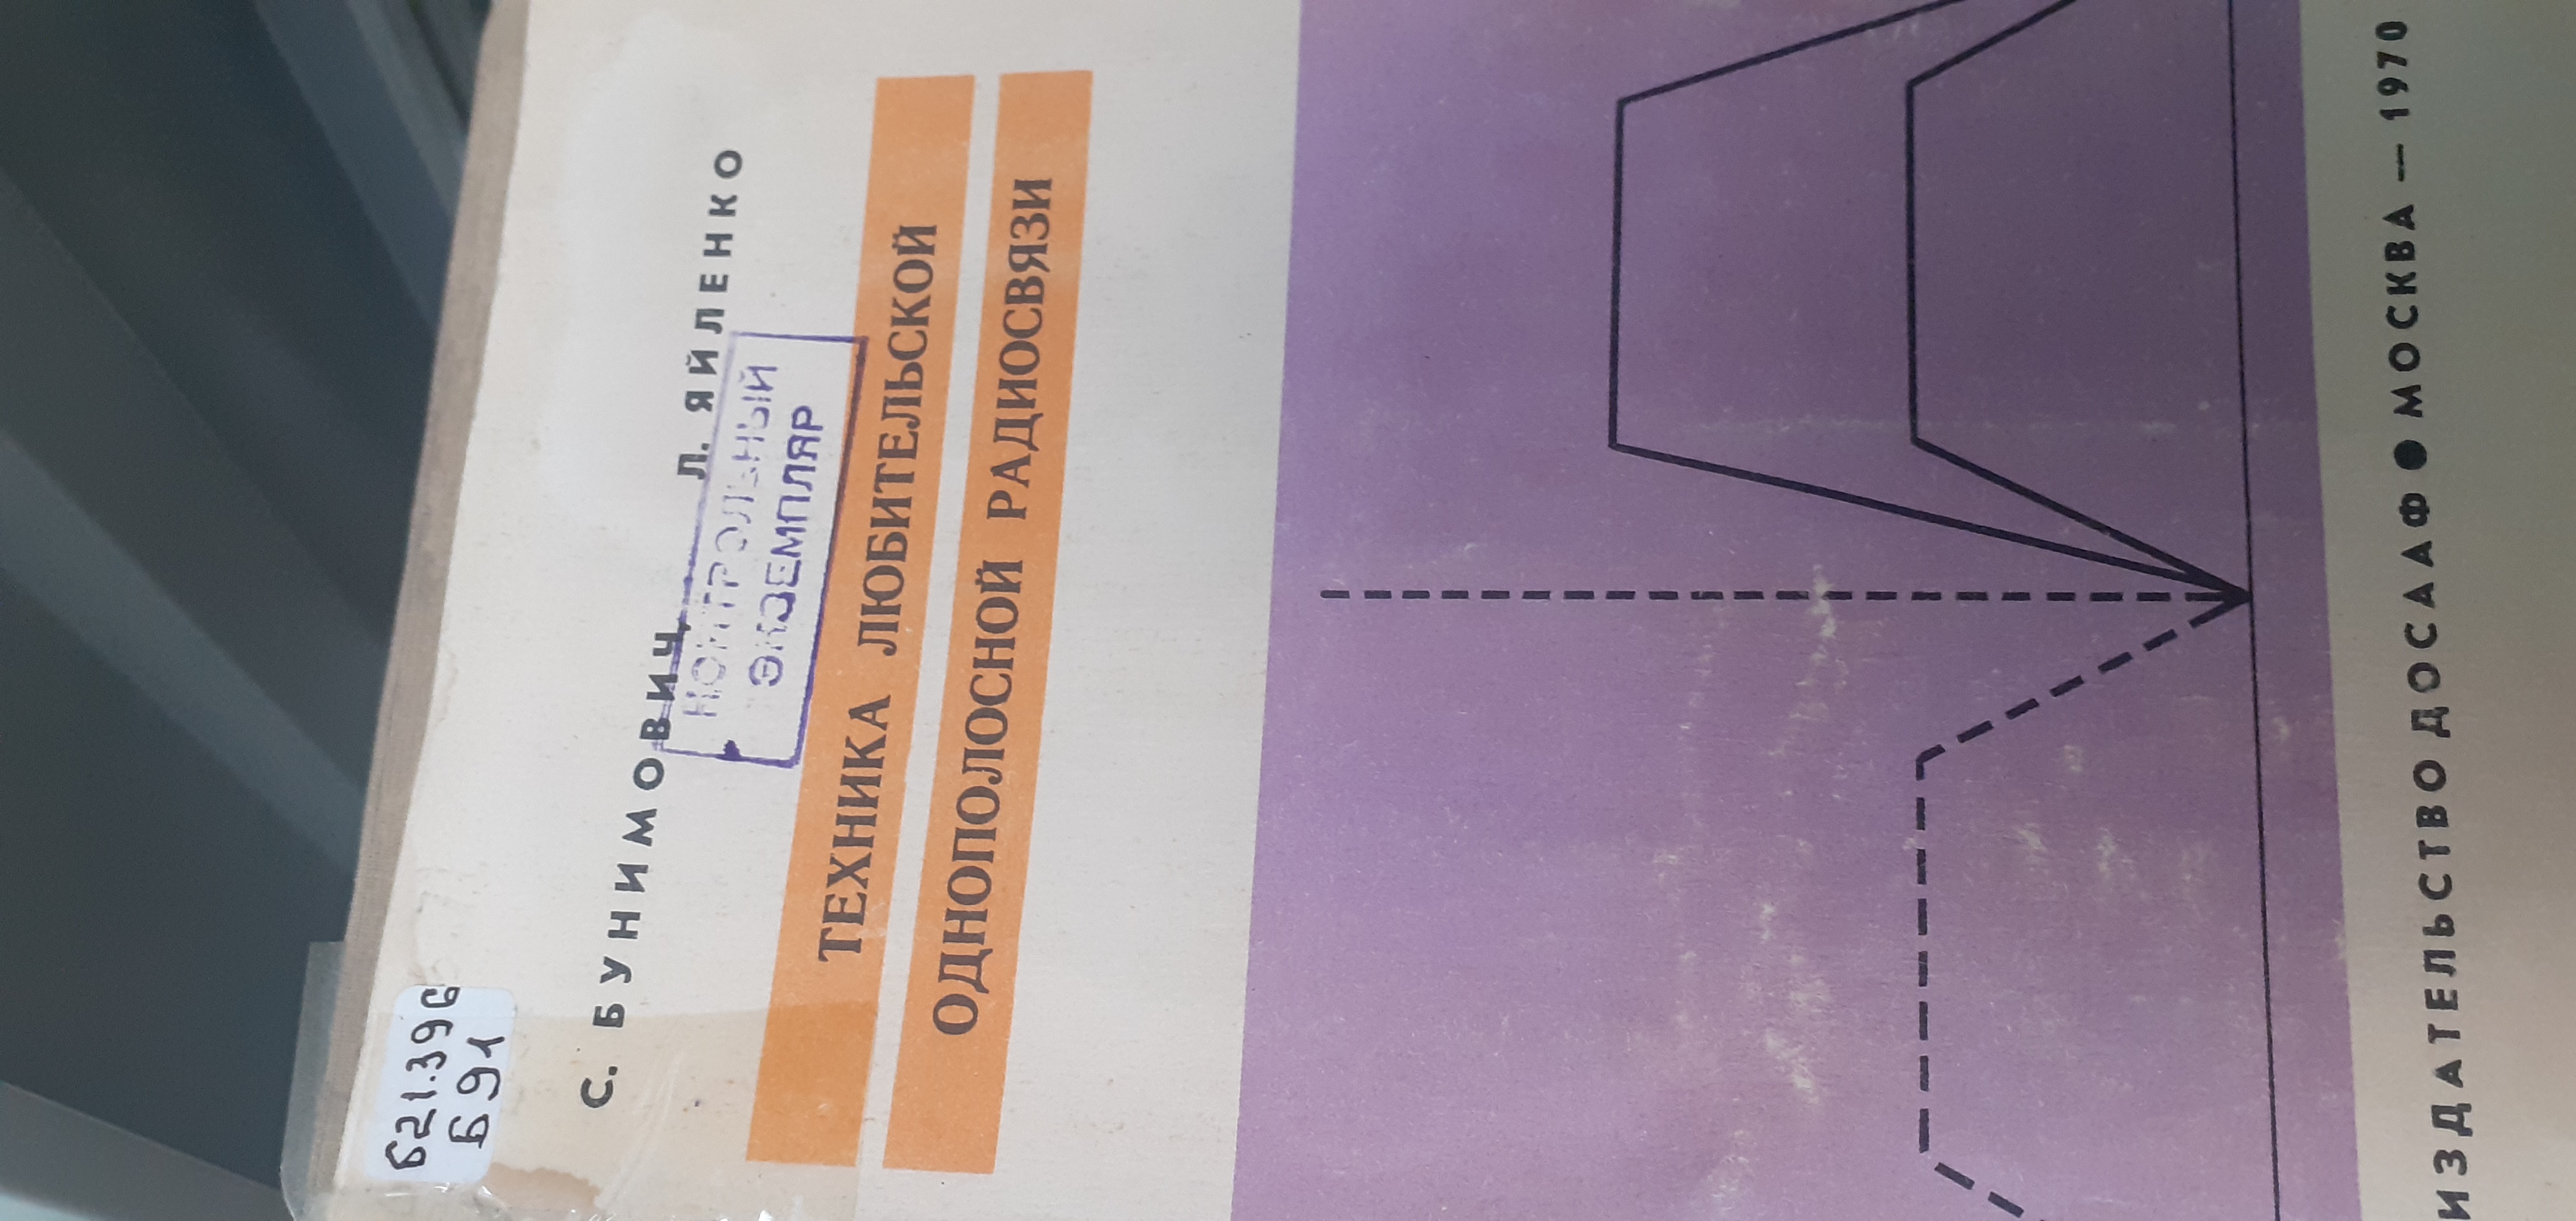 621.396
Б91
С. БУНИМОВИЧ, Л. ЯЙЛЕНКО
КОНТРОЛЬНЫЙ
ЭКЗЕМПЛЯР
ТЕХНИКА ЛЮБИТЕЛЬСКОЙ
ОДНОПОЛОСНОЙ РАДИОСВЯЗИ
ИЗДАТЕЛЬСТВО ДОСААФ ● МОСКВА — 1970